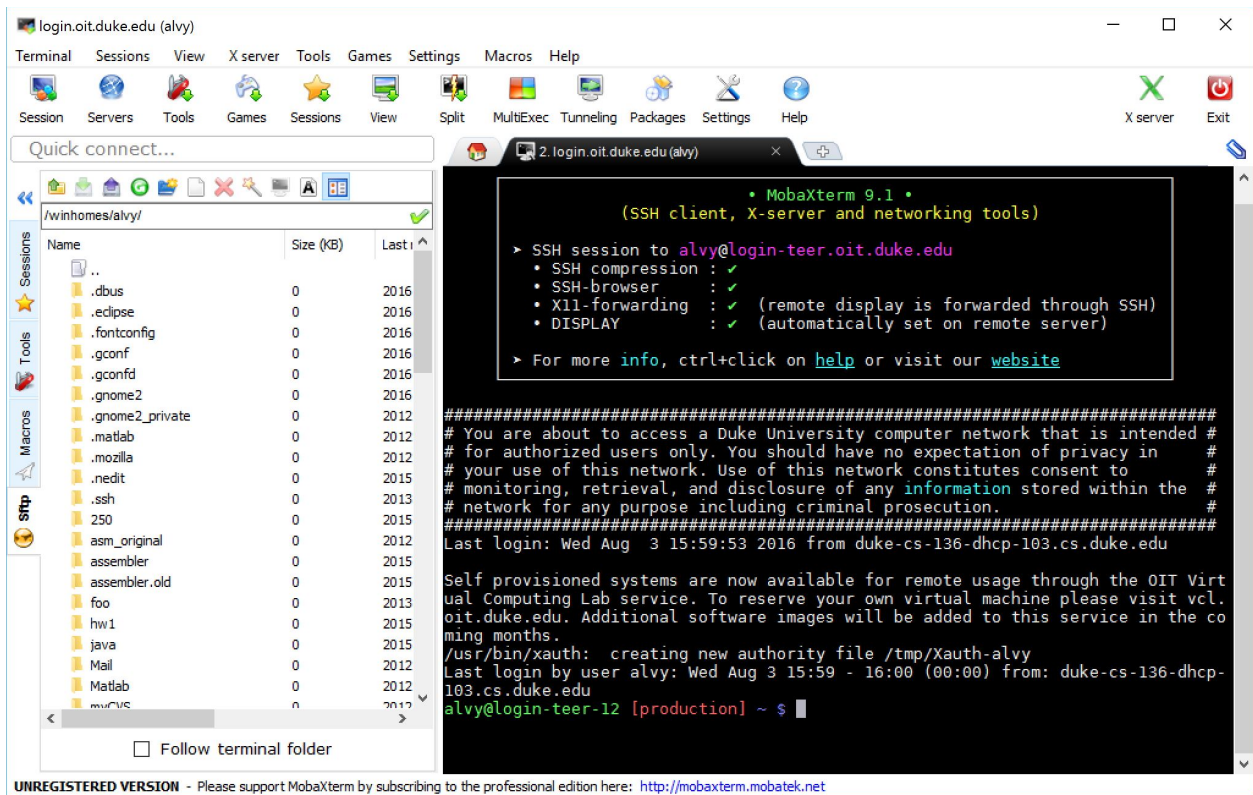 login.oit.duke.edu (alvy)
Terminal Sessions View X server Tools Games Settings Macros Help
Session Servers Tools Games Sessions View Split MultiExec Tunneling Packages Settings Help X server Exit
Quick connect...
2. login.oit.duke.edu (alvy)
/winhomes/alvy/
Name Size (KB) Last
..
.dbus 0 2016
.eclipse 0 2016
.fontconfig 0 2016
.gconf 0 2016
.gconfd 0 2016
.gnome2 0 2016
.gnome2_private 0 2012
.matlab 0 2012
.mozilla 0 2012
.nedit 0 2015
.ssh 0 2013
250 0 2015
asm_original 0 2012
assembler 0 2015
assembler.old 0 2015
foo 0 2013
hw1 0 2015
java 0 2015
Mail 0 2012
Matlab 0 2012
myCVS 0 2012
Follow terminal folder
Sessions
Tools
Macros
Sftp
• MobaXterm 9.1 •
(SSH client, X-server and networking tools)
➤ SSH session to alvy@login-teer.oit.duke.edu
• SSH compression : ✔
• SSH-browser : ✔
• X11-forwarding : ✔ (remote display is forwarded through SSH)
• DISPLAY : ✔ (automatically set on remote server)
➤ For more info, ctrl+click on help or visit our website
###############################################################################
# You are about to access a Duke University computer network that is intended #
# for authorized users only. You should have no expectation of privacy in #
# your use of this network. Use of this network constitutes consent to #
# monitoring, retrieval, and disclosure of any information stored within the #
# network for any purpose including criminal prosecution. #
###############################################################################
Last login: Wed Aug 3 15:59:53 2016 from duke-cs-136-dhcp-103.cs.duke.edu
Self provisioned systems are now available for remote usage through the OIT Virt
ual Computing Lab service. To reserve your own virtual machine please visit vcl.
oit.duke.edu. Additional software images will be added to this service in the co
ming months.
/usr/bin/xauth: creating new authority file /tmp/Xauth-alvy
Last login by user alvy: Wed Aug 3 15:59 - 16:00 (00:00) from: duke-cs-136-dhcp-
103.cs.duke.edu
alvy@login-teer-12 [production] ~ $
UNREGISTERED VERSION - Please support MobaXterm by subscribing to the professional edition here: http://mobaxterm.mobatek.net